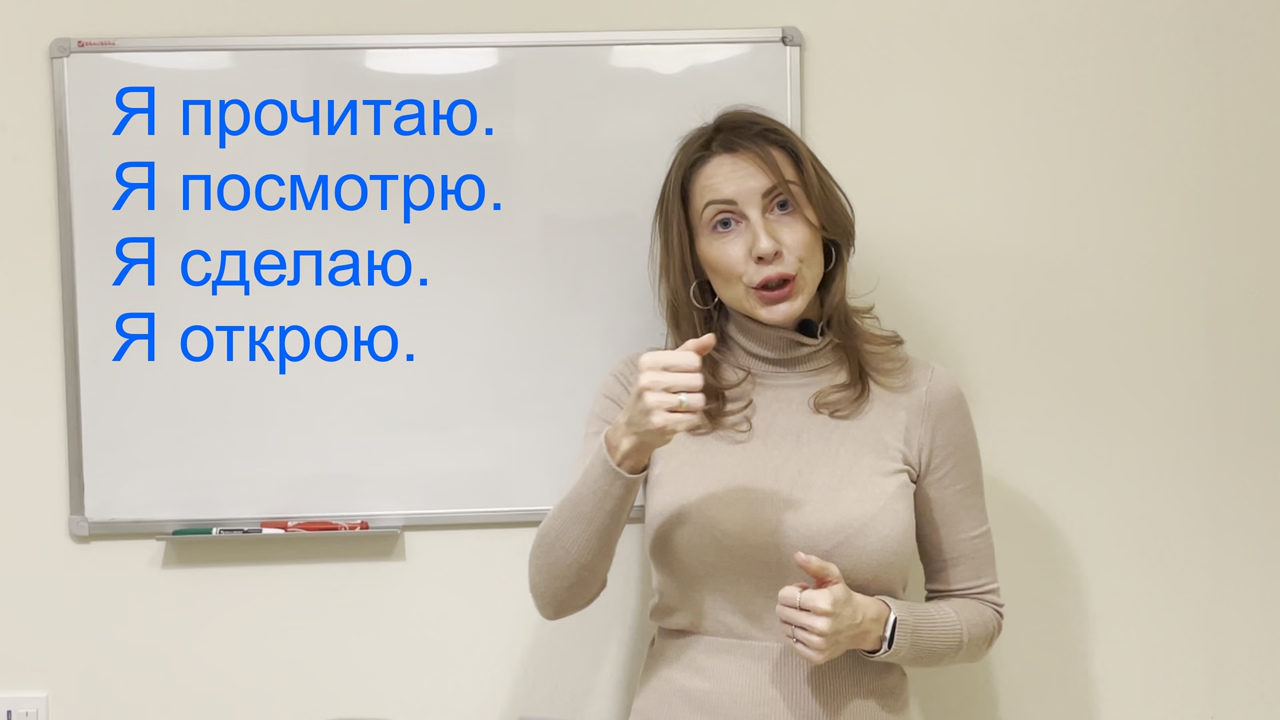 Я прочитаю.
Я посмотрю.
Я сделаю.
Я открою.